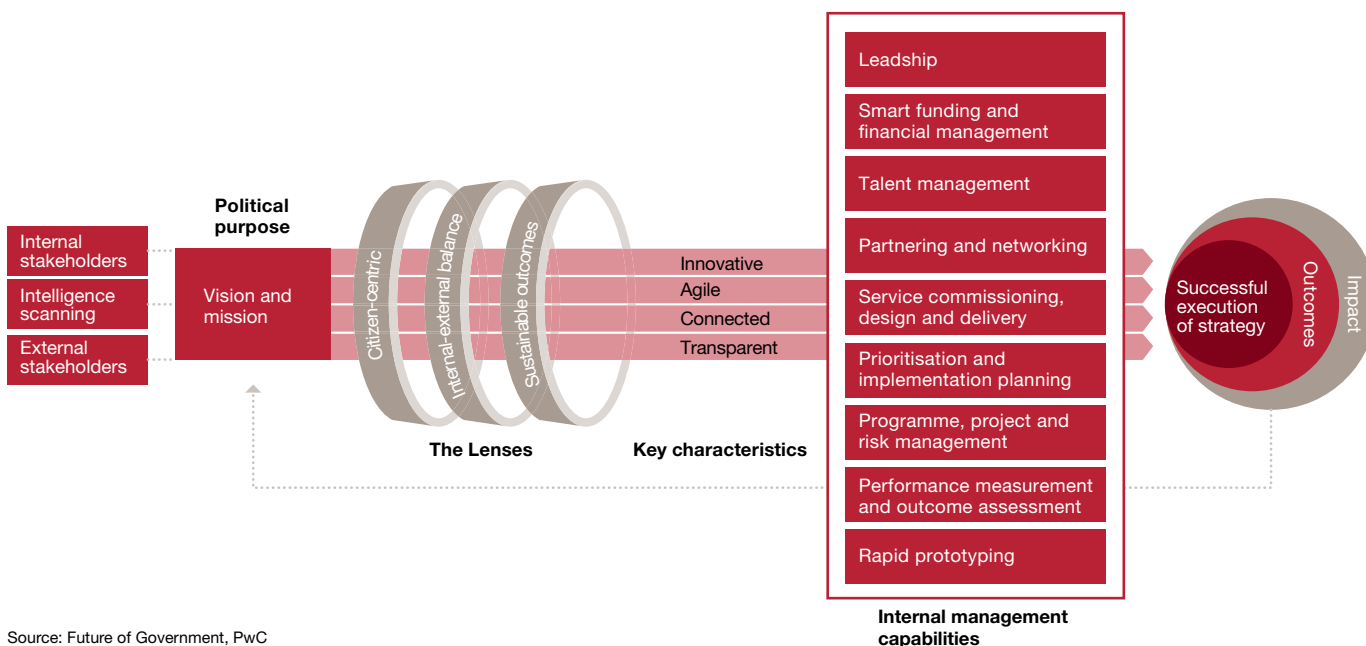 Internal
stakeholders
Intelligence
scanning
External
stakeholders
Political
purpose
Vision and
mission
Citizen-centric
Internal-external balance
Sustainable outcomes
The Lenses
Innovative
Agile
Connected
Transparent
Key characteristics
Leadship
Smart funding and
financial management
Talent management
Partnering and networking
Service commissioning,
design and delivery
Prioritisation and
implementation planning
Programme, project and
risk management
Performance measurement
and outcome assessment
Rapid prototyping
Internal management
capabilities
Successful
execution
of strategy
Outcomes
Impact
Source: Future of Government, PwC